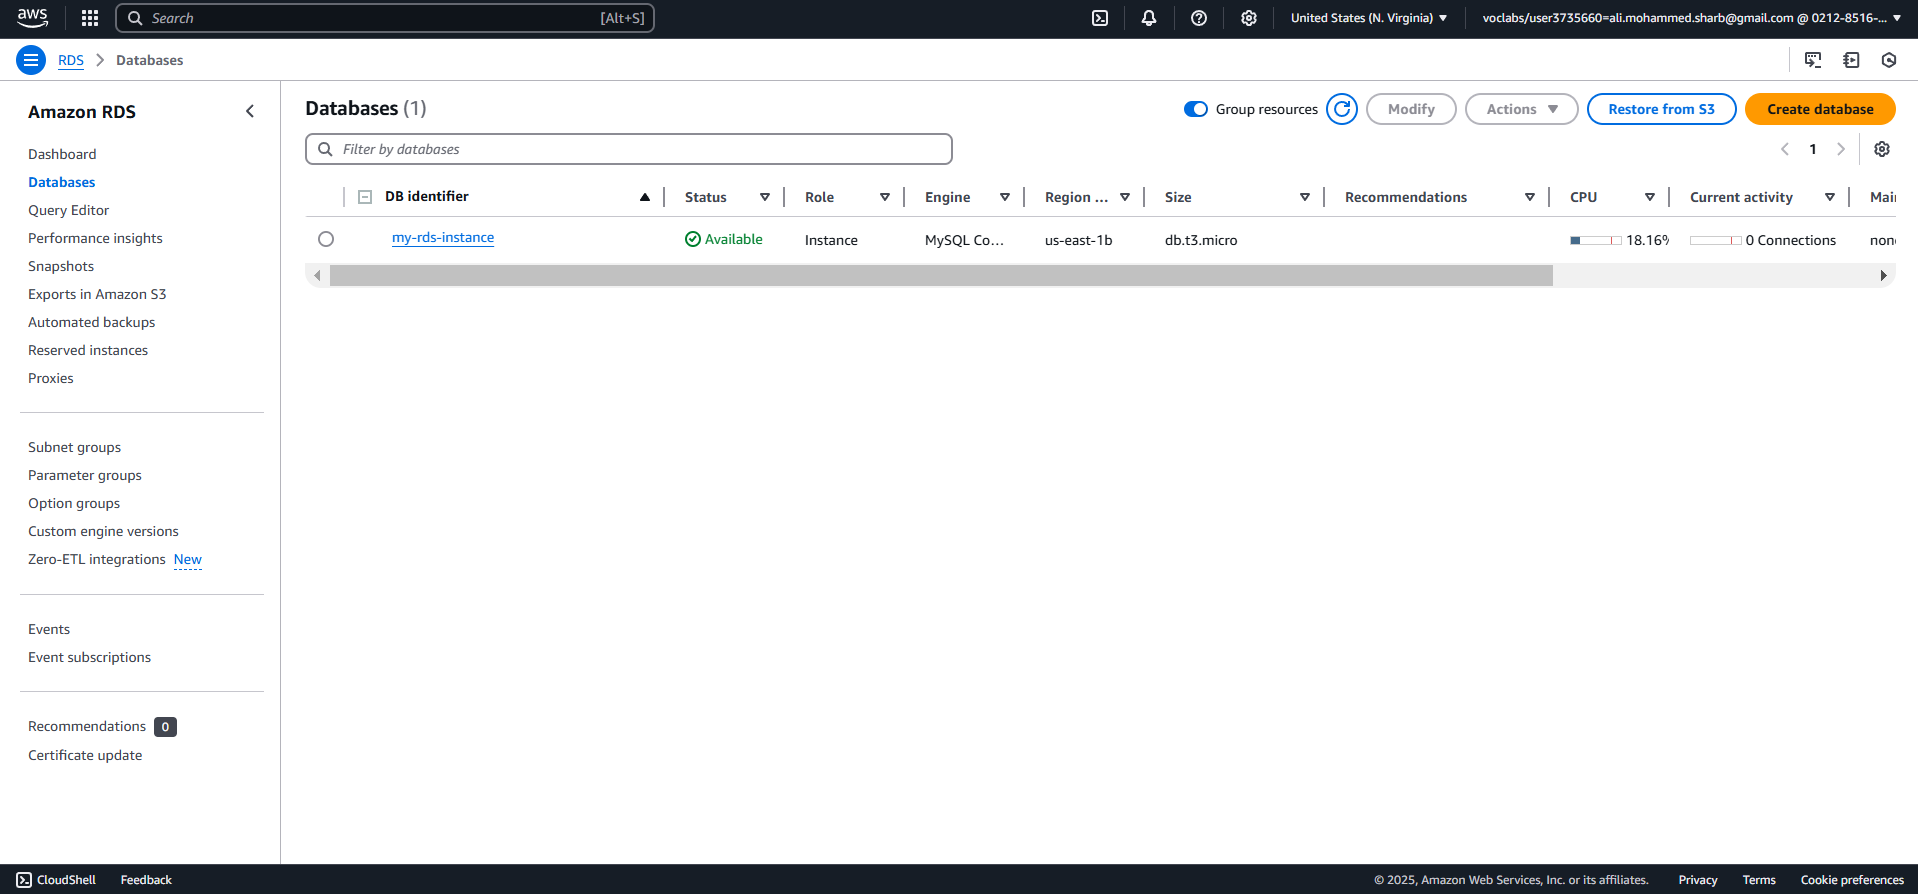 aws
Search [Alt+S]
United States (N. Virginia)
voclabs/user3735660=ali.mohammed.sharb@gmail.com @ 0212-8516-...
RDS
Databases
Amazon RDS
Dashboard
Databases
Query Editor
Performance insights
Snapshots
Exports in Amazon S3
Automated backups
Reserved instances
Proxies
Subnet groups
Parameter groups
Option groups
Custom engine versions
Zero-ETL integrations New
Events
Event subscriptions
Recommendations 0
Certificate update
Databases (1)
Group resources
Modify
Actions
Restore from S3
Create database
Filter by databases
1
DB identifier Status Role Engine Region ... Size Recommendations CPU Current activity Mai
my-rds-instance Available Instance MySQL Co... us-east-1b db.t3.micro 18.16% 0 Connections none
CloudShell Feedback
© 2025, Amazon Web Services, Inc. or its affiliates. Privacy Terms Cookie preferences